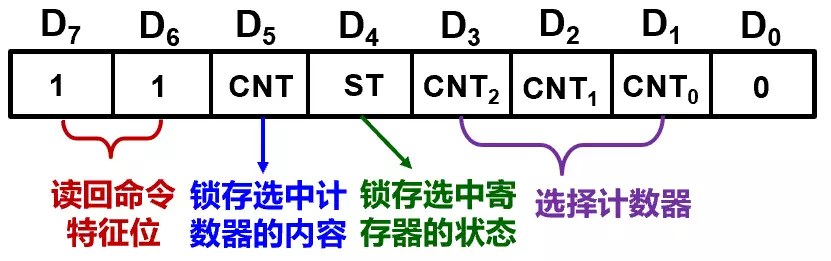 D₇ D₆ D₅ D₄ D₃ D₂ D₁ D₀
1 1 CNT ST CNT₂ CNT₁ CNT₀ 0
读回命令
特征位
锁存选中计
数器的内容
锁存选中寄
存器的状态
选择计数器